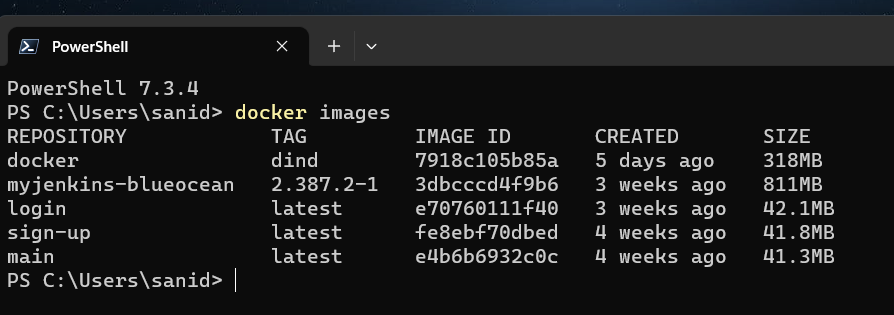 PowerShell
PowerShell 7.3.4
PS C:\Users\sanid> docker images
REPOSITORY TAG IMAGE ID CREATED SIZE
docker dind 7918c105b85a 5 days ago 318MB
myjenkins-blueocean 2.387.2-1 3dbcccd4f9b6 3 weeks ago 811MB
login latest e70760111f40 3 weeks ago 42.1MB
sign-up latest fe8ebf70dbed 4 weeks ago 41.8MB
main latest e4b6b6932c0c 4 weeks ago 41.3MB
PS C:\Users\sanid>